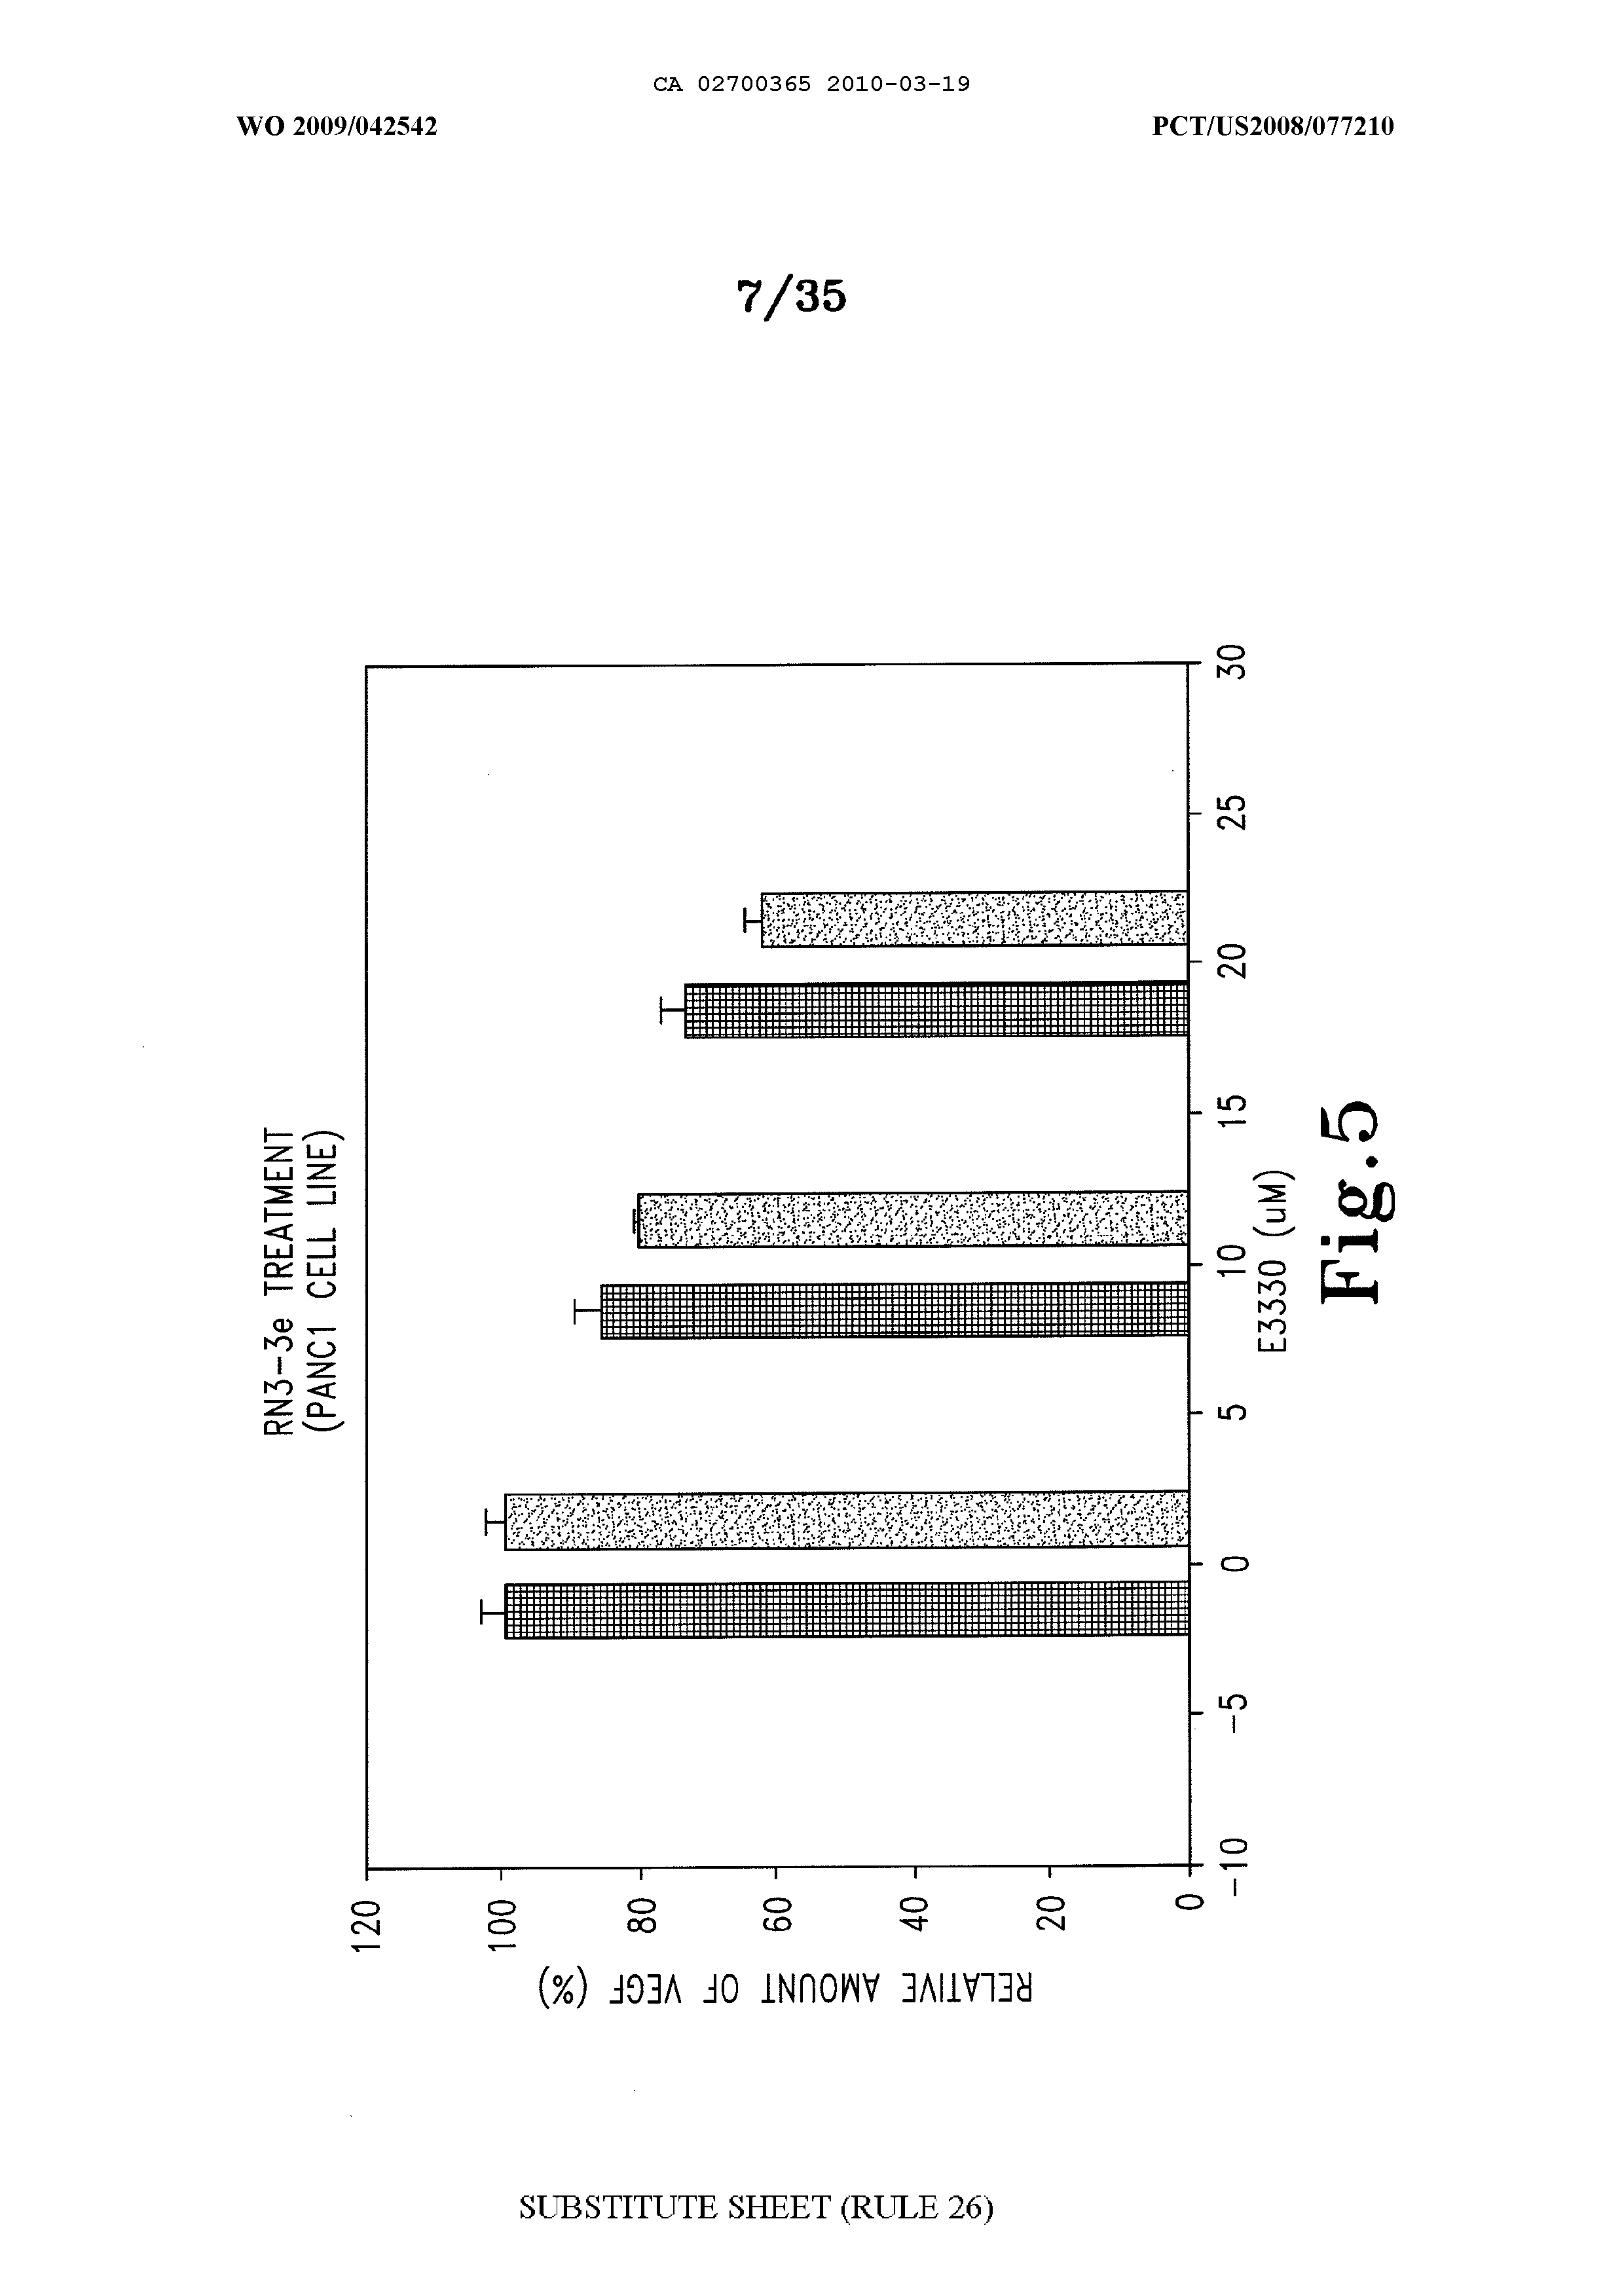 CA 02700365 2010-03-19
WO 2009/042542
PCT/US2008/077210
7/35
RN3-3e TREATMENT
(PANC1 CELL LINE)
RELATIVE AMOUNT OF VEGF (%)
120
100
80
60
40
20
0
-10
-5
0
5
10
15
20
25
30
E3330 (uM)
Fig.5
SUBSTITUTE SHEET (RULE 26)